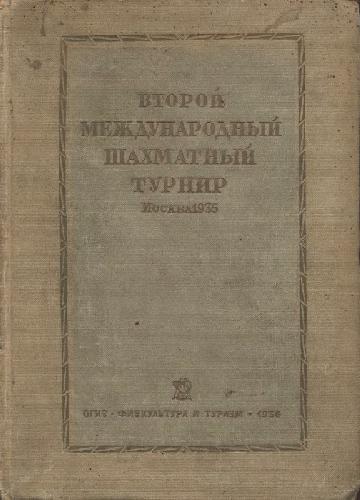 ВТОРОЙ
МЕЖДУНАРОДНЫЙ
ШАХМАТНЫЙ
ТУРНИР
МОСКВА 1935
ОГИЗ • ФИЗКУЛЬТУРА И ТУРИЗМ • 1936